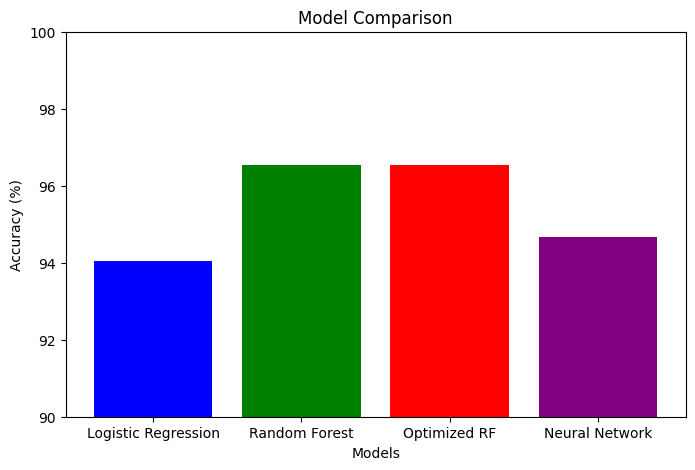 Model Comparison
Accuracy (%)
100
98
96
94
92
90
Logistic Regression
Random Forest
Optimized RF
Neural Network
Models